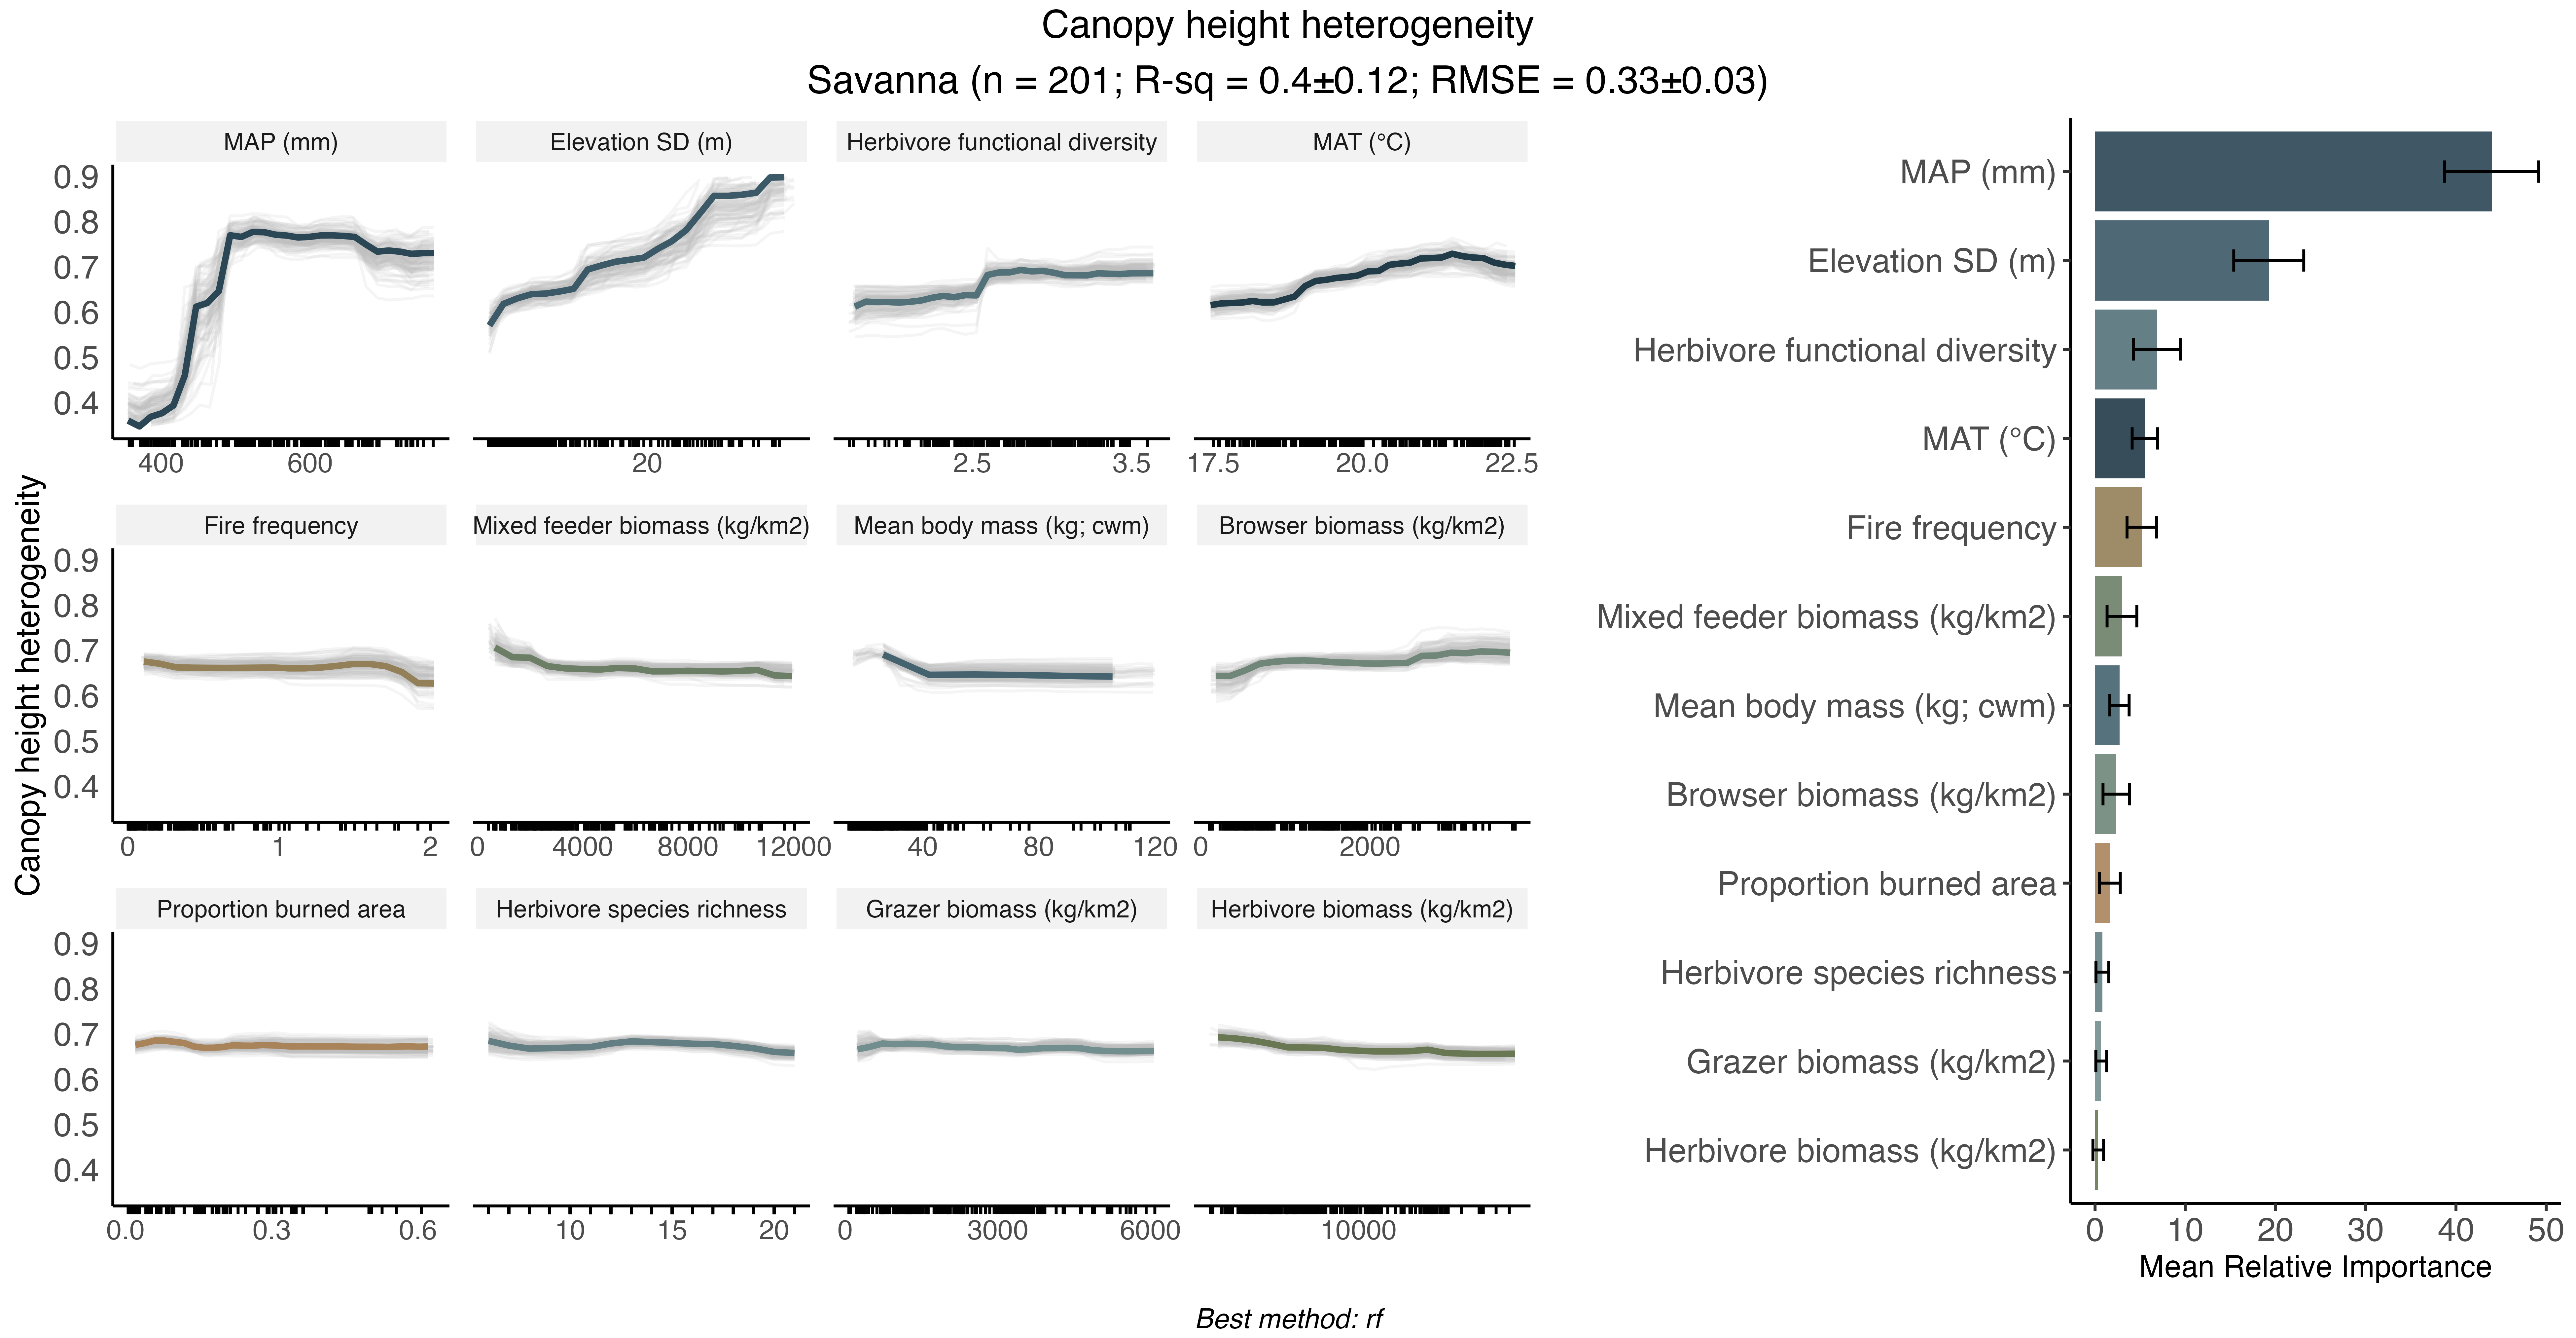 Canopy height heterogeneity
Savanna (n = 201; R-sq = 0.4±0.12; RMSE = 0.33±0.03)
Canopy height heterogeneity
MAP (mm)
Elevation SD (m)
Herbivore functional diversity
MAT (°C)
0.9
0.8
0.7
0.6
0.5
0.4
400 600
20
2.5 3.5
17.5 20.0 22.5
Fire frequency
Mixed feeder biomass (kg/km2)
Mean body mass (kg; cwm)
Browser biomass (kg/km2)
0.9
0.8
0.7
0.6
0.5
0.4
0 1 2
0 4000 8000 12000
40 80 120
0 2000
Proportion burned area
Herbivore species richness
Grazer biomass (kg/km2)
Herbivore biomass (kg/km2)
0.9
0.8
0.7
0.6
0.5
0.4
0.0 0.3 0.6
10 15 20
0 3000 6000
10000
MAP (mm)
Elevation SD (m)
Herbivore functional diversity
MAT (°C)
Fire frequency
Mixed feeder biomass (kg/km2)
Mean body mass (kg; cwm)
Browser biomass (kg/km2)
Proportion burned area
Herbivore species richness
Grazer biomass (kg/km2)
Herbivore biomass (kg/km2)
0 10 20 30 40 50
Mean Relative Importance
Best method: rf